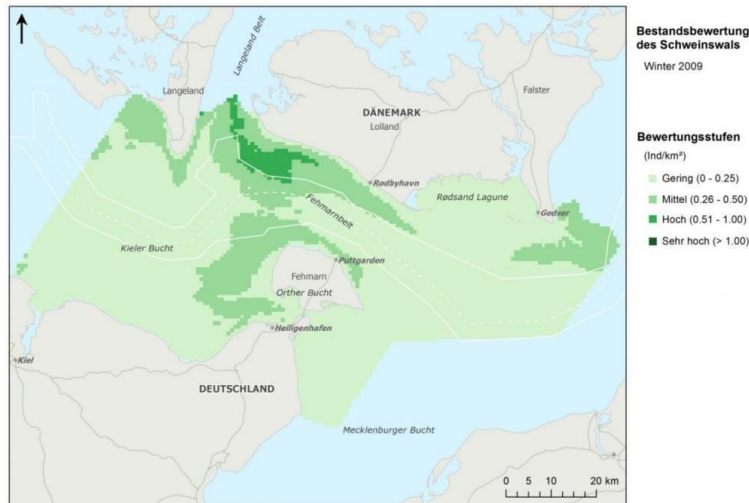 Langeland Belt
Langeland
DÄNEMARK
Lolland
Falster
Rødbyhavn
Rødsand Lagune
Gedser
Fehmarnbelt
Kieler Bucht
Puttgarden
Fehmarn
Orther Bucht
Heiligenhafen
Kiel
DEUTSCHLAND
Mecklenburger Bucht
0 5 10 20 km
Bestandsbewertung
des Schweinswals
Winter 2009
Bewertungsstufen
(Ind/km²)
Gering (0 - 0.25)
Mittel (0.26 - 0.50)
Hoch (0.51 - 1.00)
Sehr hoch (> 1.00)